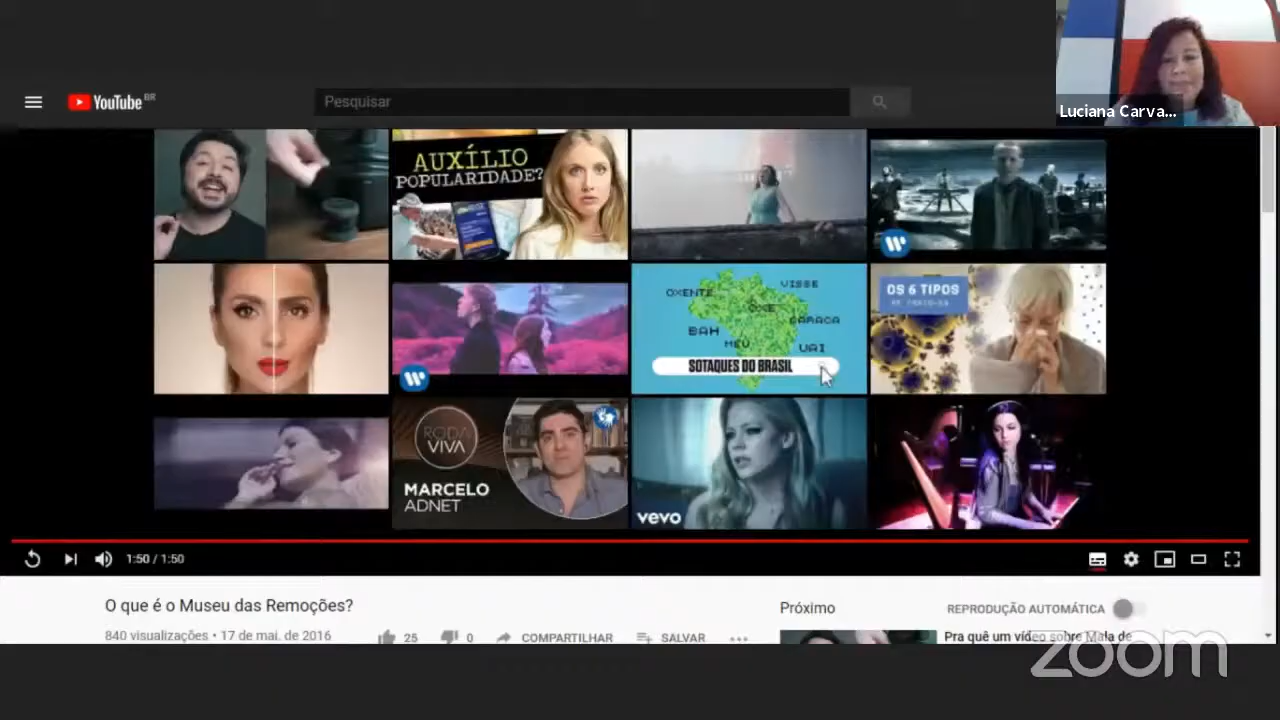 YouTube BR
Pesquisar
Luciana Carva...
AUXÍLIO
POPULARIDADE?
OXENTE
VISSE
OXE
CARACA
BAH
MEU
UAI
SOTAQUES DO BRASIL
OS 6 TIPOS
RODA
VIVA
MARCELO
ADNET
vevo
1:50 / 1:50
O que é o Museu das Remoções?
840 visualizações • 17 de mai. de 2016
25
0
COMPARTILHAR
SALVAR
Próximo
REPRODUÇÃO AUTOMÁTICA
Pra quê um vídeo sobre Mala de
zoom